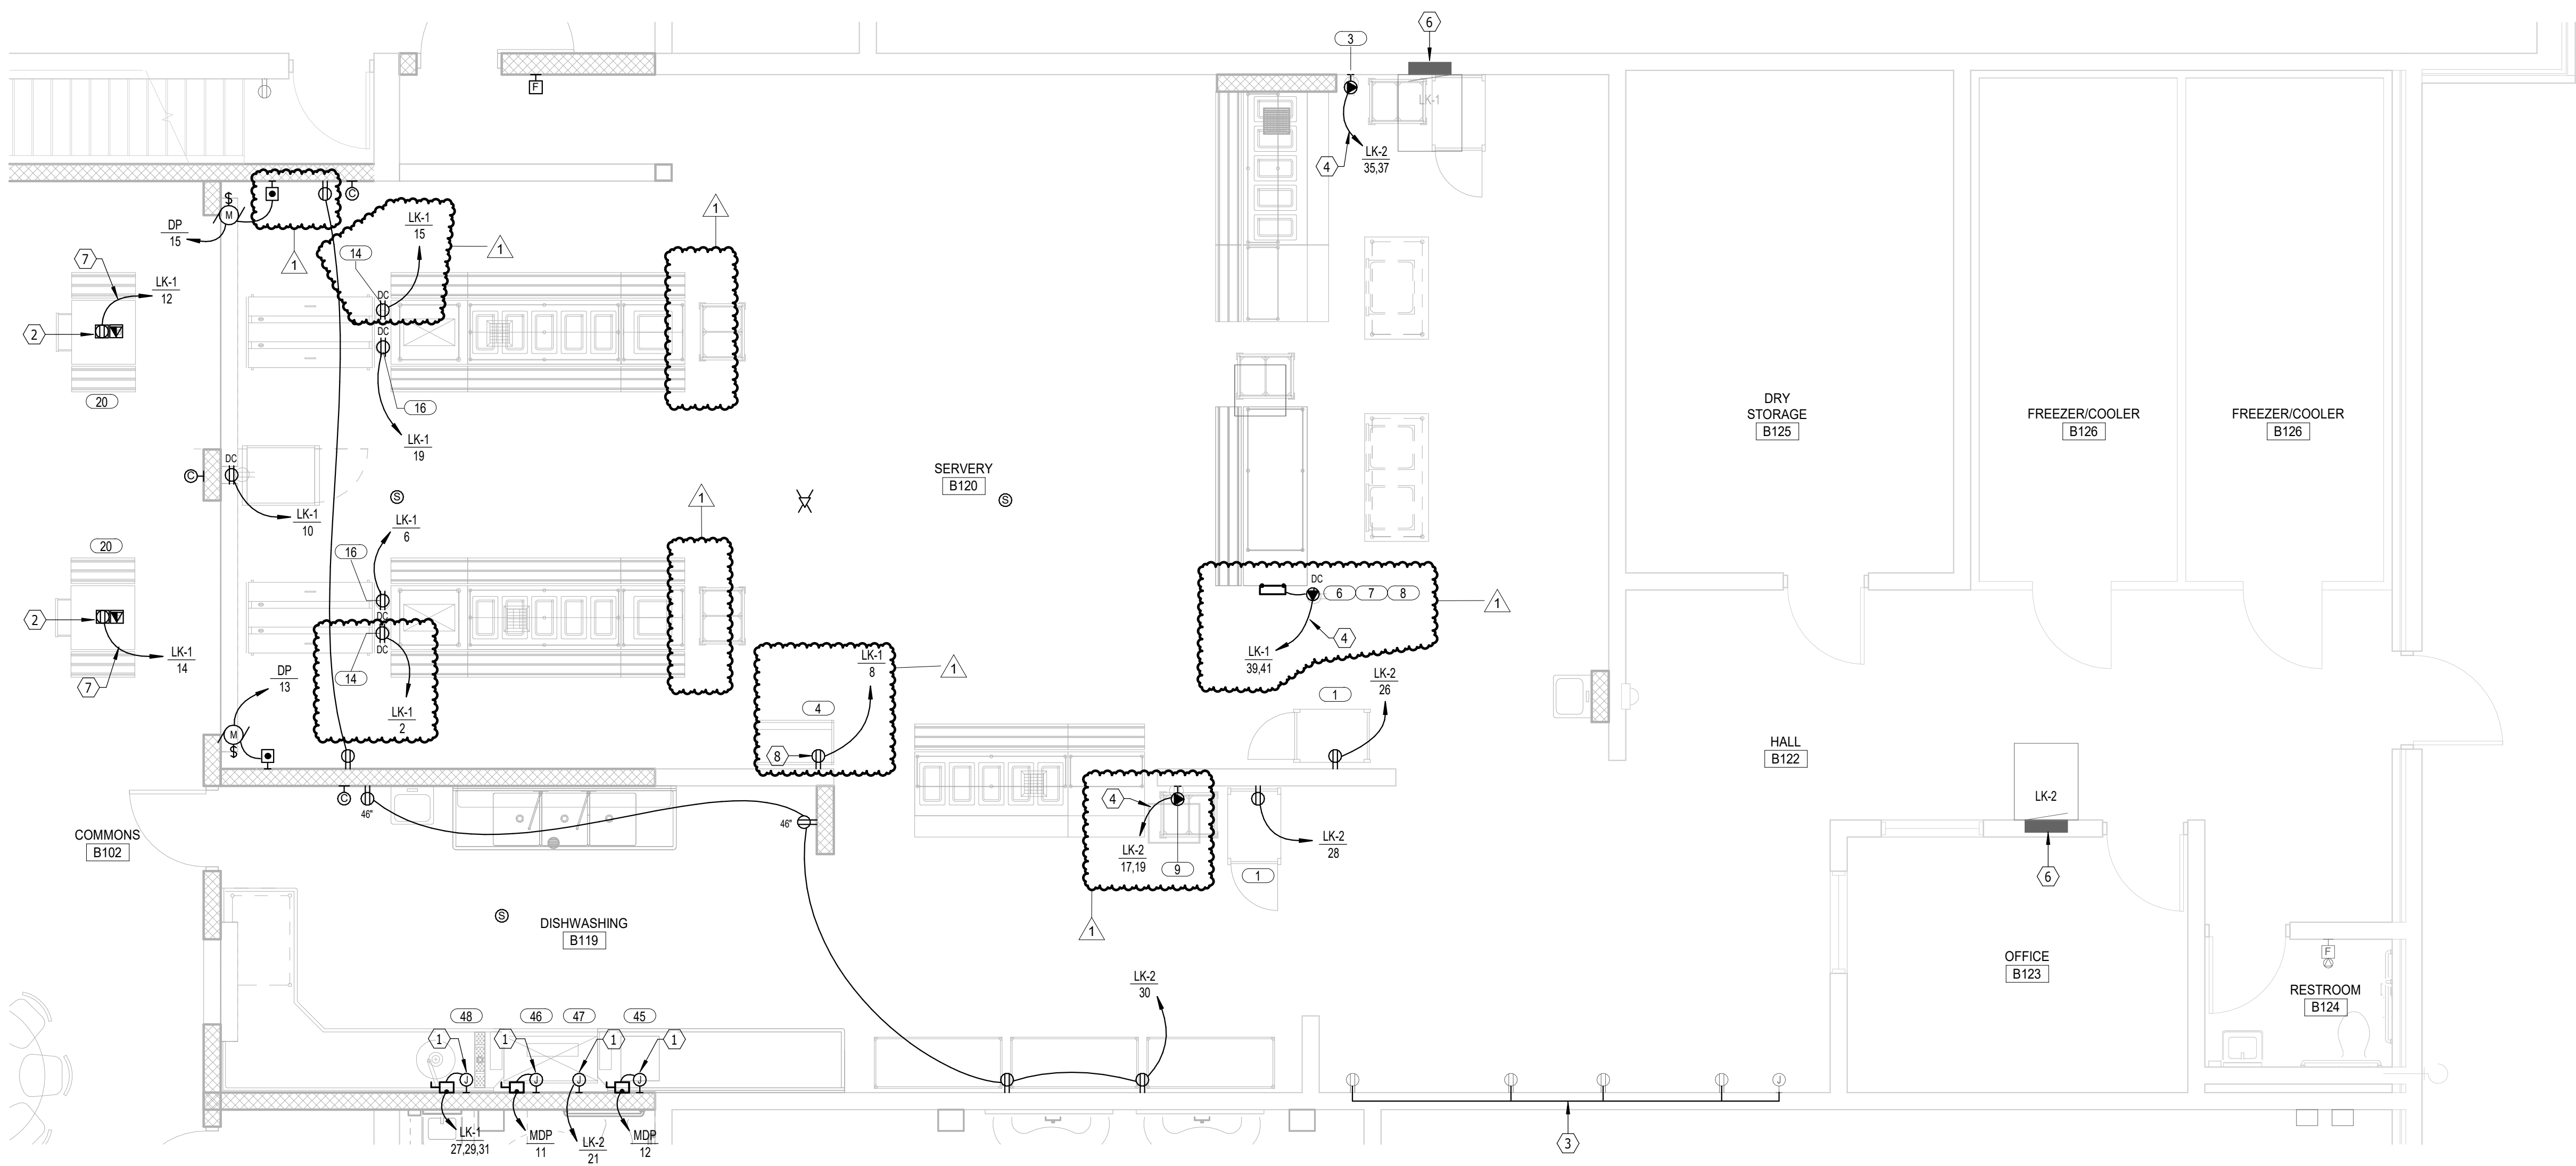 6
3
F
LK-1
4
LK-2
35,37
C
$
M
DP
15
1
LK-1
15
14
1
1
DC
DC
7
LK-1
12
2
20
16
LK-1
19
DRY
STORAGE
B125
FREEZER/COOLER
B126
FREEZER/COOLER
B126
SERVERY
B120
C
DC
S
S
LK-1
10
LK-1
6
1
16
20
2
DC
DC
14
LK-1
2
LK-1
14
7
DP
13
M
$
DC
6
7
8
1
4
LK-1
39,41
LK-1
8
1
4
8
1
LK-2
26
HALL
B122
C
46"
46"
4
LK-2
17,19
9
1
LK-2
28
1
LK-2
6
COMMONS
B102
S
DISHWASHING
B119
OFFICE
B123
F
RESTROOM
B124
LK-2
30
48
46
47
45
1
1
1
1
J
J
J
J
J
LK-1
27,29,31
MDP
11
LK-2
21
MDP
12
3